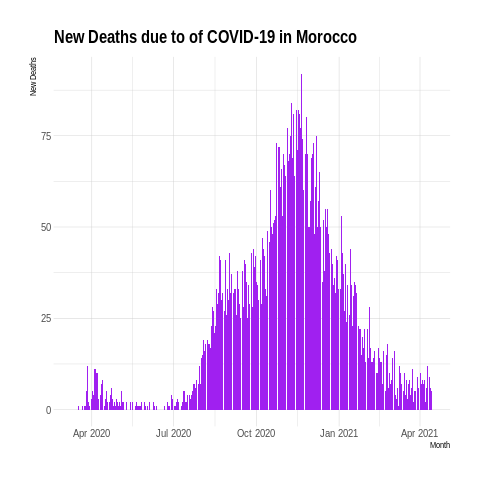 New Deaths due to of COVID-19 in Morocco
New Deaths
75
50
25
0
Apr 2020 Jul 2020 Oct 2020 Jan 2021 Apr 2021
Month